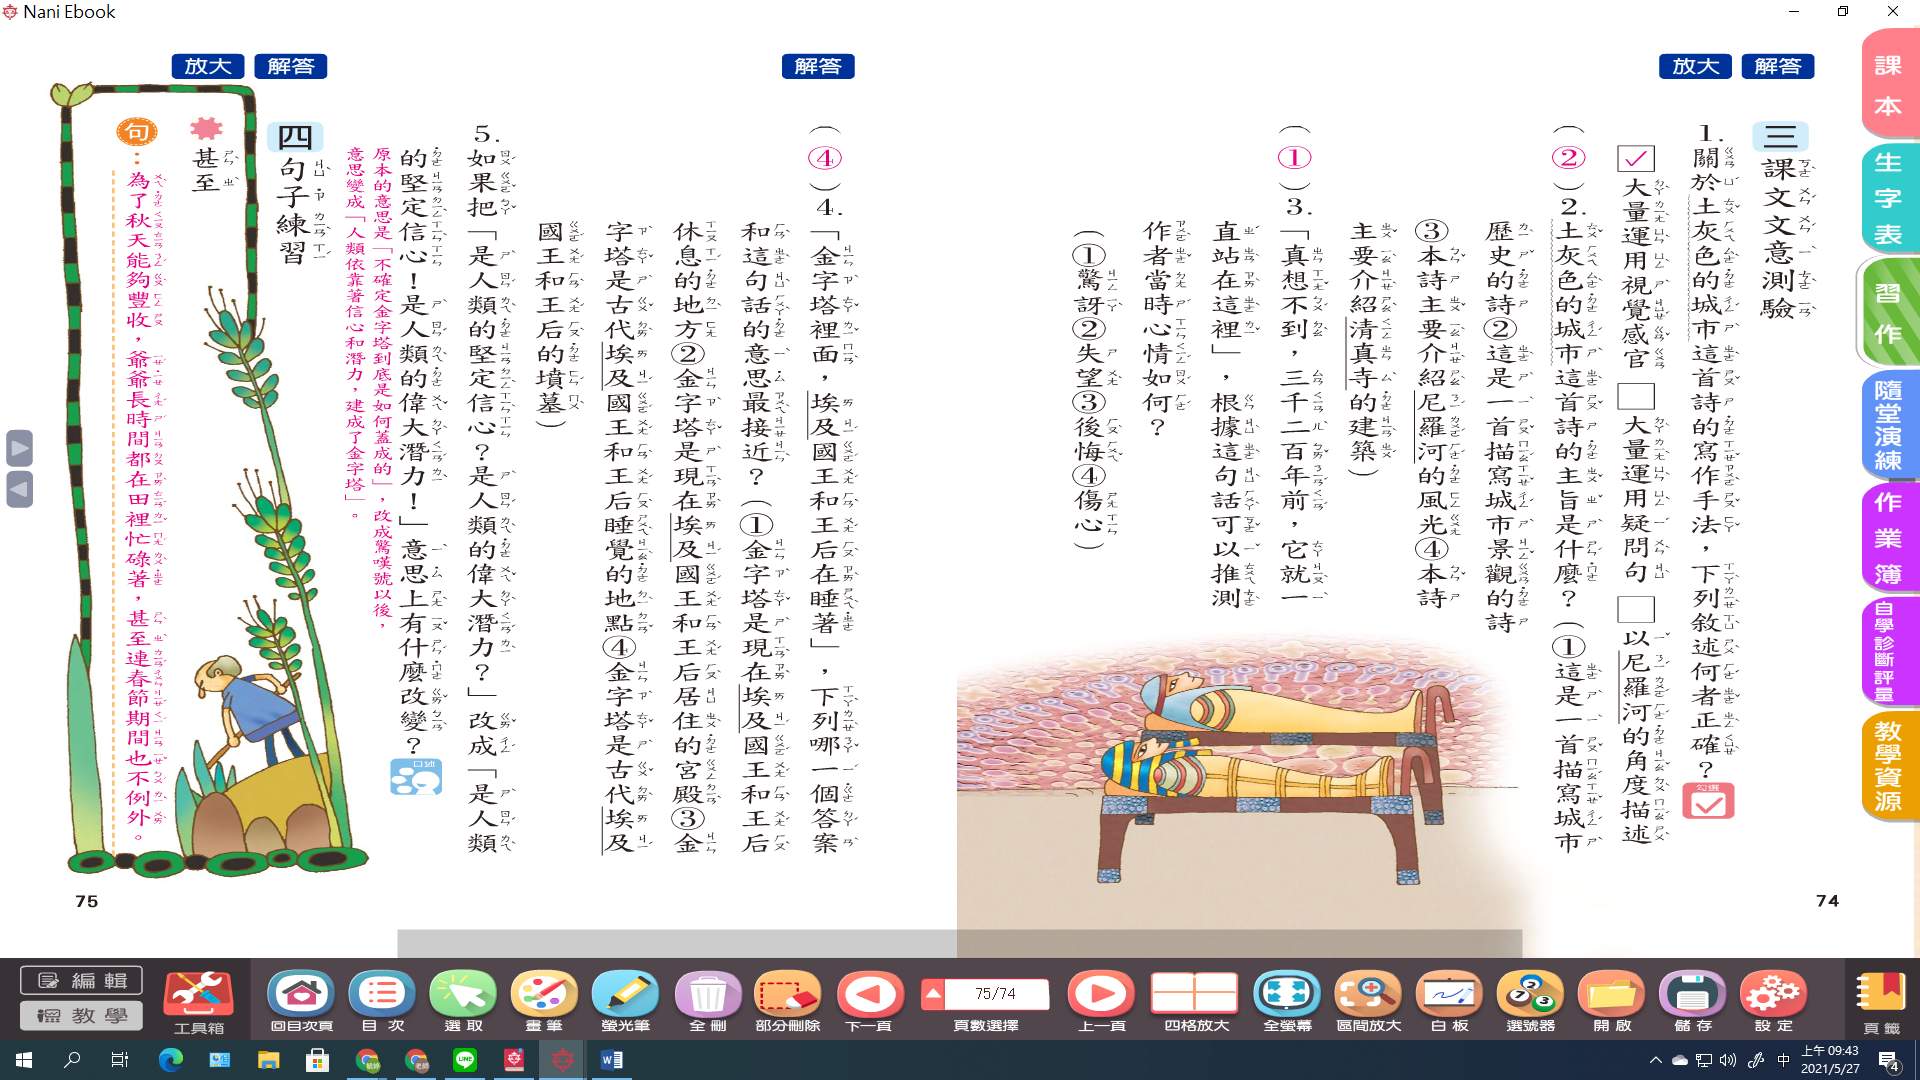 Nani Ebook
放大
解答
解答
放大
解答
三 課文文意測驗
1.關於土灰色的城市這首詩的寫作手法，下列敘述何者正確？
勾選
✓大量運用視覺感官 □大量運用疑問句 □以尼羅河的角度描述
(②)2.土灰色的城市這首詩的主旨是什麼？(①這是一首描寫城市
歷史的詩②這是一首描寫城市景觀的詩
③本詩主要介紹尼羅河的風光④本詩
主要介紹清真寺的建築)
(①)3.「真想不到，三千二百年前，它就一
直站在這裡」，根據這句話可以推測
作者當時心情如何？
(①驚訝②失望③後悔④傷心)
74
(④)4.「金字塔裡面，埃及國王和王后在睡著」，下列哪一個答案
和這句話的意思最接近？(①金字塔是現在埃及國王和王后
休息的地方②金字塔是現在埃及國王和王后居住的宮殿③金
字塔是古代埃及國王和王后睡覺的地點④金字塔是古代埃及
國王和王后的墳墓)
5.如果把「是人類的堅定信心？是人類的偉大潛力？」改成「是人類
的堅定信心！是人類的偉大潛力！」意思上有什麼改變？
口述
原本的意思是「不確定金字塔到底是如何蓋成的」，改成驚嘆號以後，
意思變成「人類依靠著信心和潛力，建成了金字塔」。
四 句子練習
甚至
句：為了秋天能夠豐收，爺爺長時間都在田裡忙碌著，甚至連春節期間也不例外。
75
課本
生字表
習作
隨堂演練
作業簿
自學診斷評量
教學資源
編輯
教學
工具箱
回目次頁
目次
選取
畫筆
螢光筆
全刪
部分刪除
下一頁
75/74
頁數選擇
上一頁
四格放大
全螢幕
區間放大
白板
選號器
開啟
儲存
設定
頁籤
中
上午 09:43
2021/5/27
4